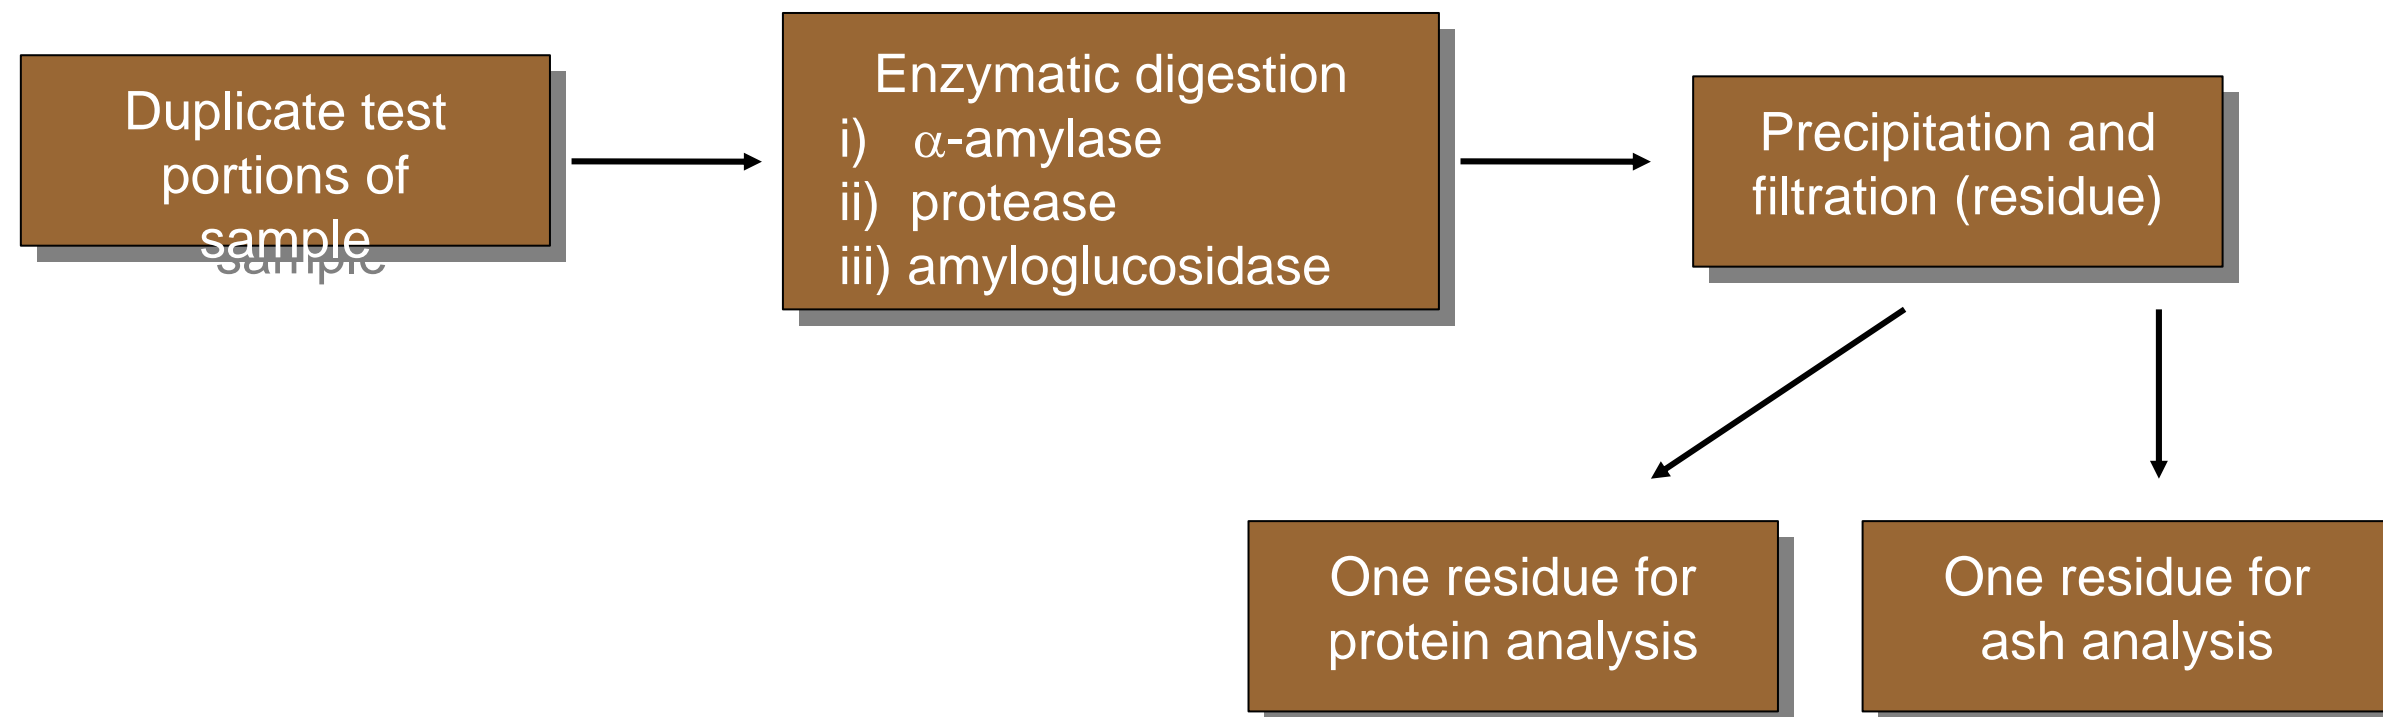 Duplicate test
portions of
sample
Enzymatic digestion
i) α-amylase
ii) protease
iii) amyloglucosidase
Precipitation and
filtration (residue)
One residue for
protein analysis
One residue for
ash analysis